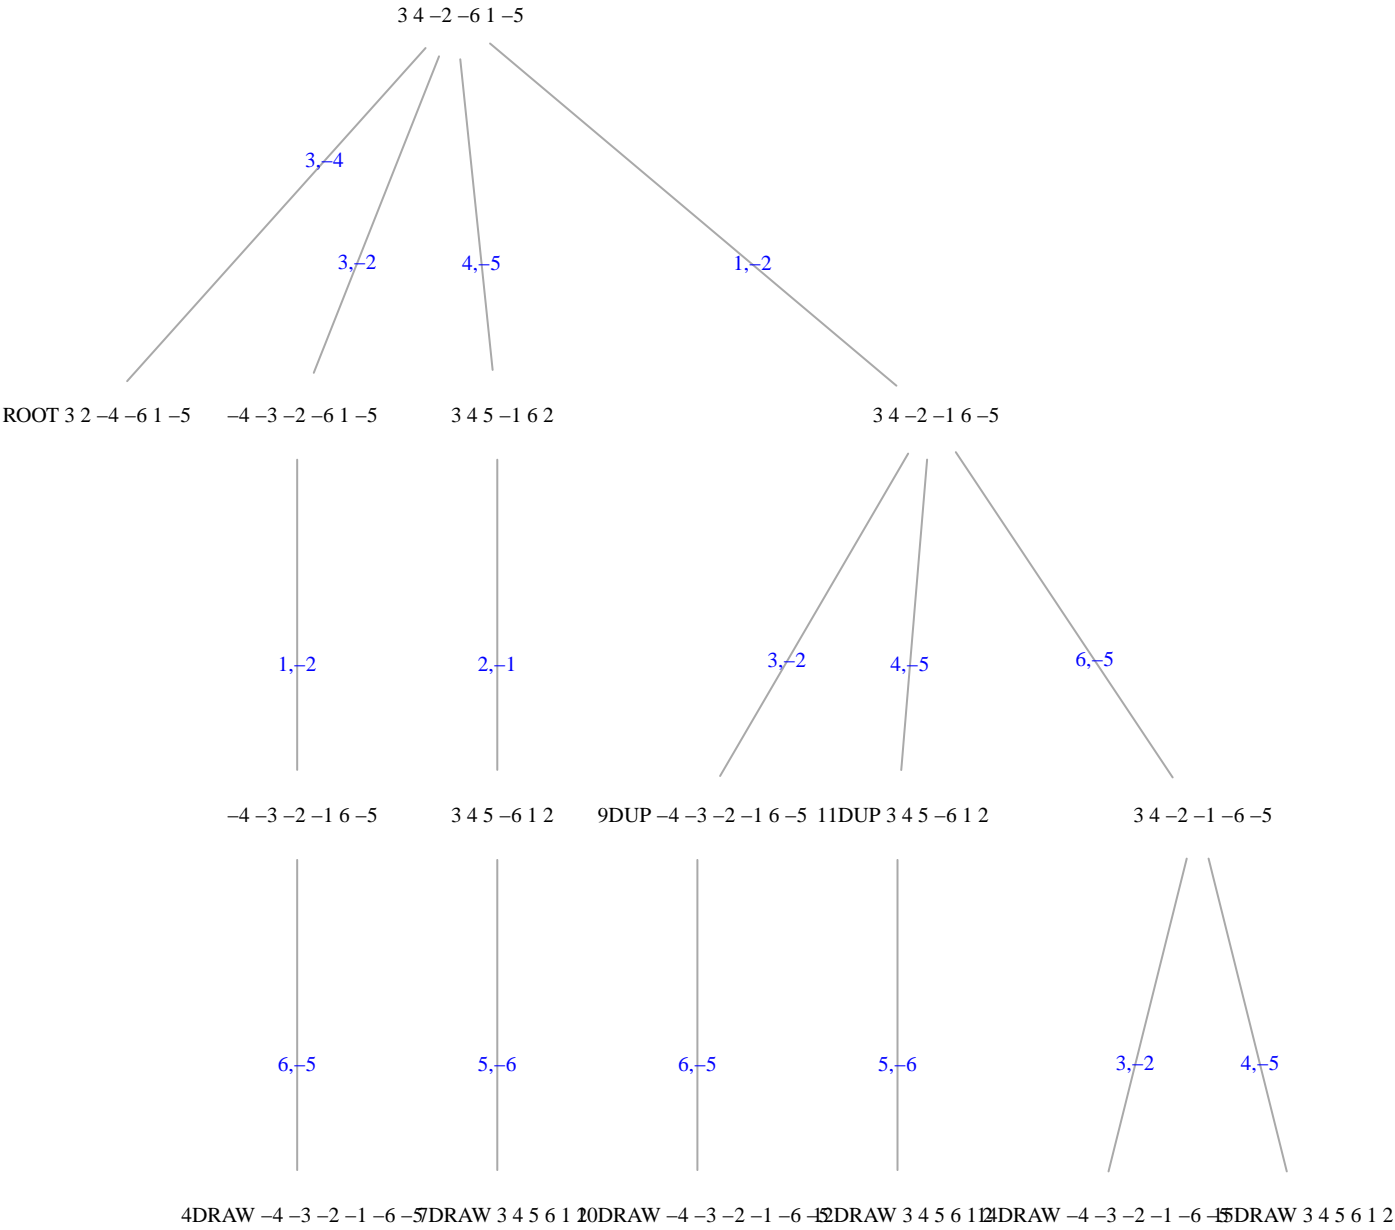 3 4 −2 −6 1 −5
3,−4
3,−2 4,−5 1,−2
ROOT 3 2 −4 −6 1 −5 −4 −3 −2 −6 1 −5 3 4 5 −1 6 2 3 4 −2 −1 6 −5
1,−2 2,−1 3,−2 4,−5 6,−5
−4 −3 −2 −1 6 −5 3 4 5 −6 1 2 9DUP −4 −3 −2 −1 6 −5 11DUP 3 4 5 −6 1 2 3 4 −2 −1 −6 −5
6,−5 5,−6 6,−5 5,−6 3,−2 4,−5
4DRAW −4 −3 −2 −1 −6 −5 7DRAW 3 4 5 6 1 2 10DRAW −4 −3 −2 −1 −6 −5 12DRAW 3 4 5 6 1 2 14DRAW −4 −3 −2 −1 −6 −5 15DRAW 3 4 5 6 1 2